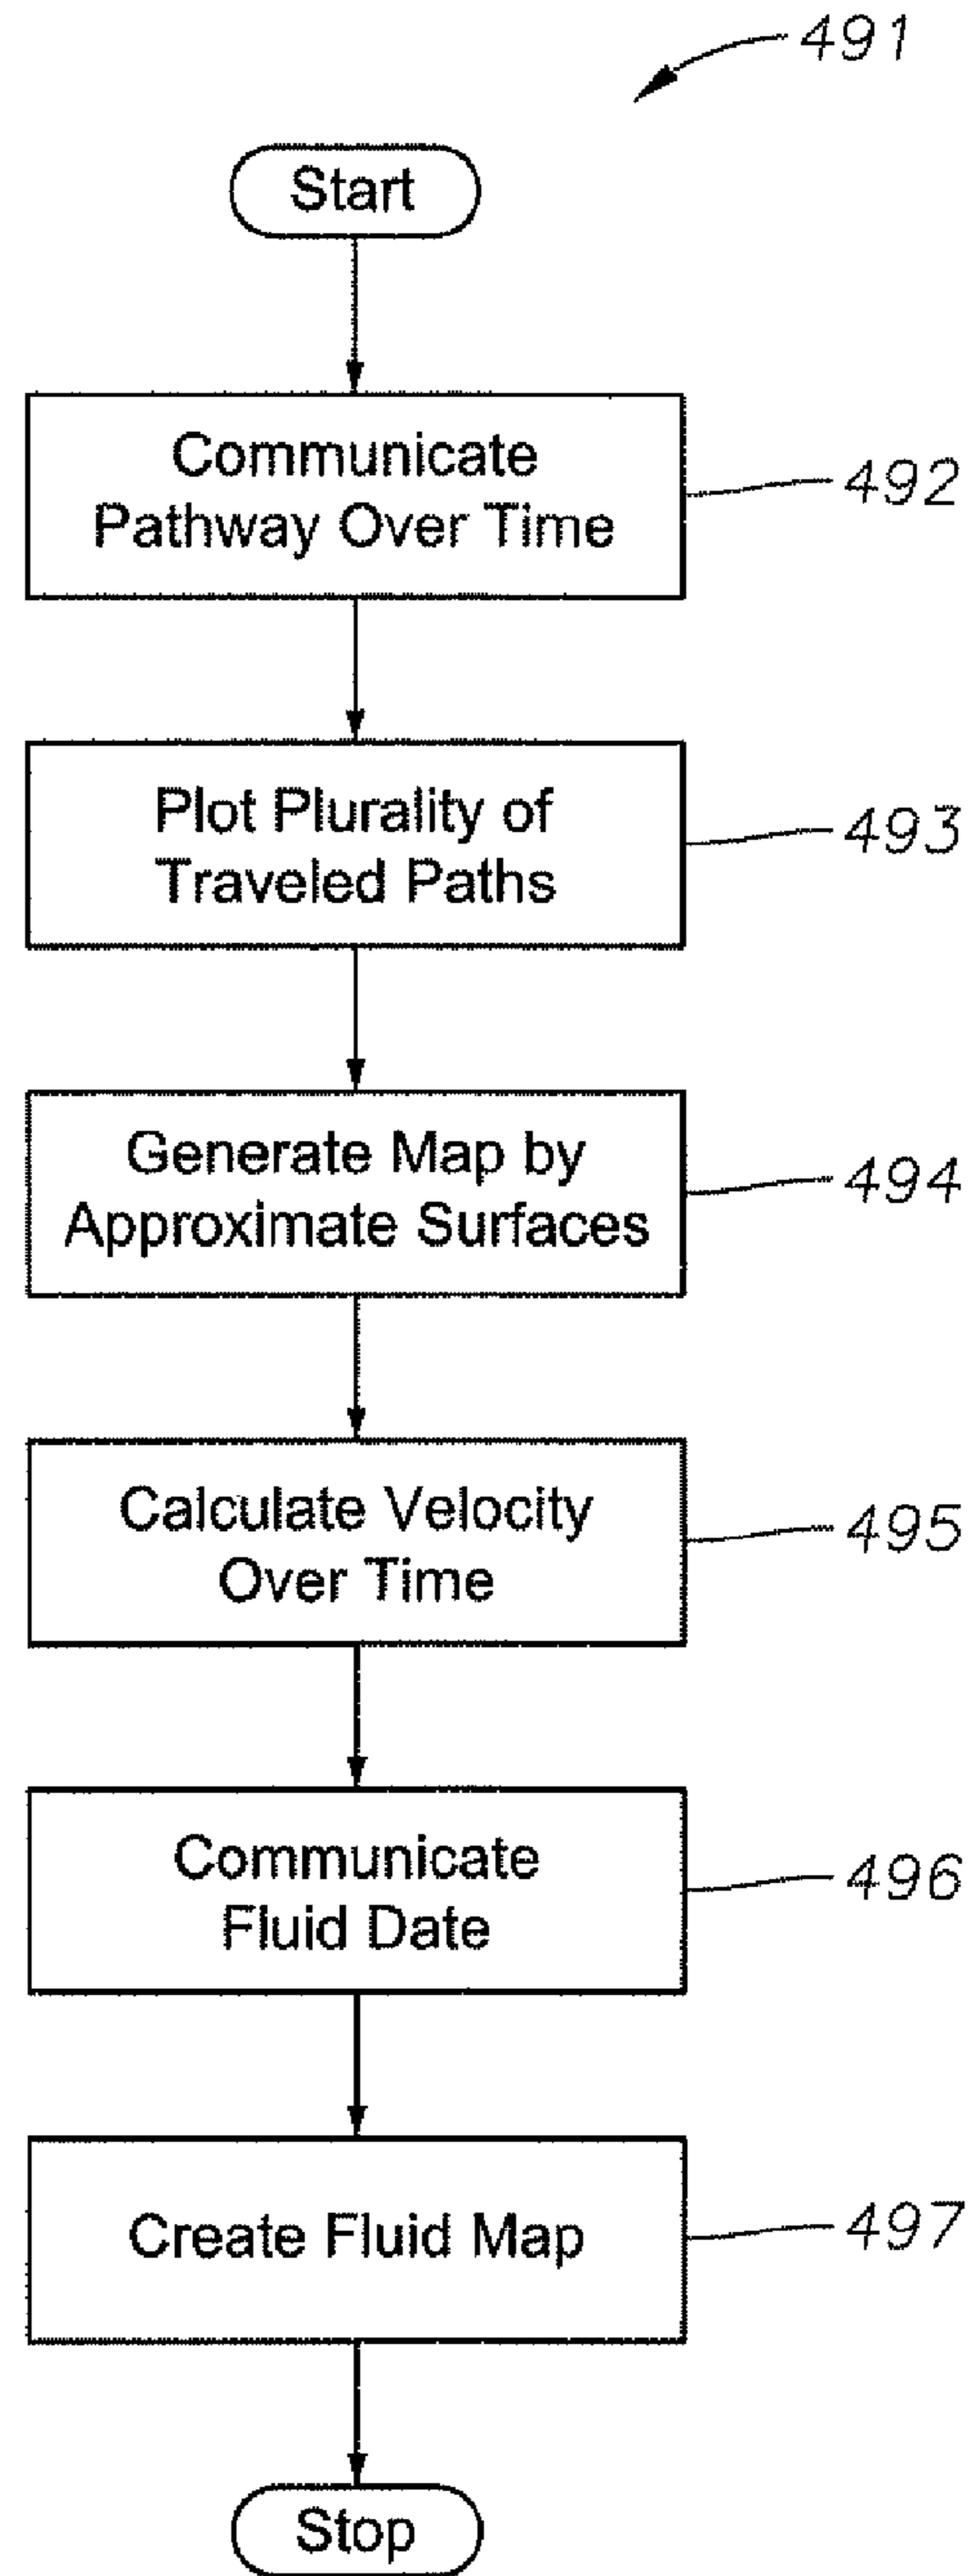 491
Start
Communicate
Pathway Over Time
492
Plot Plurality of
Traveled Paths
493
Generate Map by
Approximate Surfaces
494
Calculate Velocity
Over Time
495
Communicate
Fluid Date
496
Create Fluid Map
497
Stop